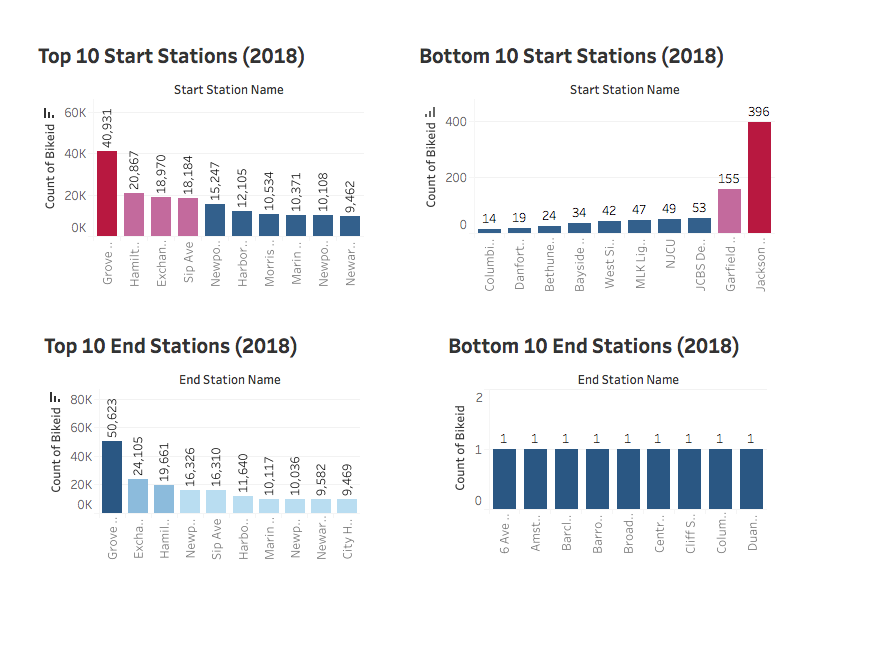 Top 10 Start Stations (2018)
Start Station Name
Count of Bikeid
60K
40K
20K
0K
40,931
20,867
18,970
18,184
15,247
12,105
10,534
10,371
10,108
9,462
Grove ..
Hamilt..
Exchan..
Sip Ave
Newpo..
Harbor..
Morris ..
Marin ..
Newpo..
Newar..
Bottom 10 Start Stations (2018)
Start Station Name
Count of Bikeid
400
200
0
14
19
24
34
42
47
49
53
155
396
Columbi..
Danfort..
Bethune..
Bayside ..
West Si..
MLK Lig..
NJCU
JCBS De..
Garfield ..
Jackson ..
Top 10 End Stations (2018)
End Station Name
Count of Bikeid
80K
60K
40K
20K
0K
50,623
24,105
19,661
16,326
16,310
11,640
10,117
10,036
9,582
9,469
Grove ..
Excha..
Hamil..
Newp..
Sip Ave
Harbo..
Marin ..
Newp..
Newar..
City H..
Bottom 10 End Stations (2018)
End Station Name
Count of Bikeid
2
1
0
1
1
1
1
1
1
1
1
1
6 Ave ..
Amst..
Barcl..
Barro..
Broad..
Centr..
Cliff S..
Colum..
Duan..